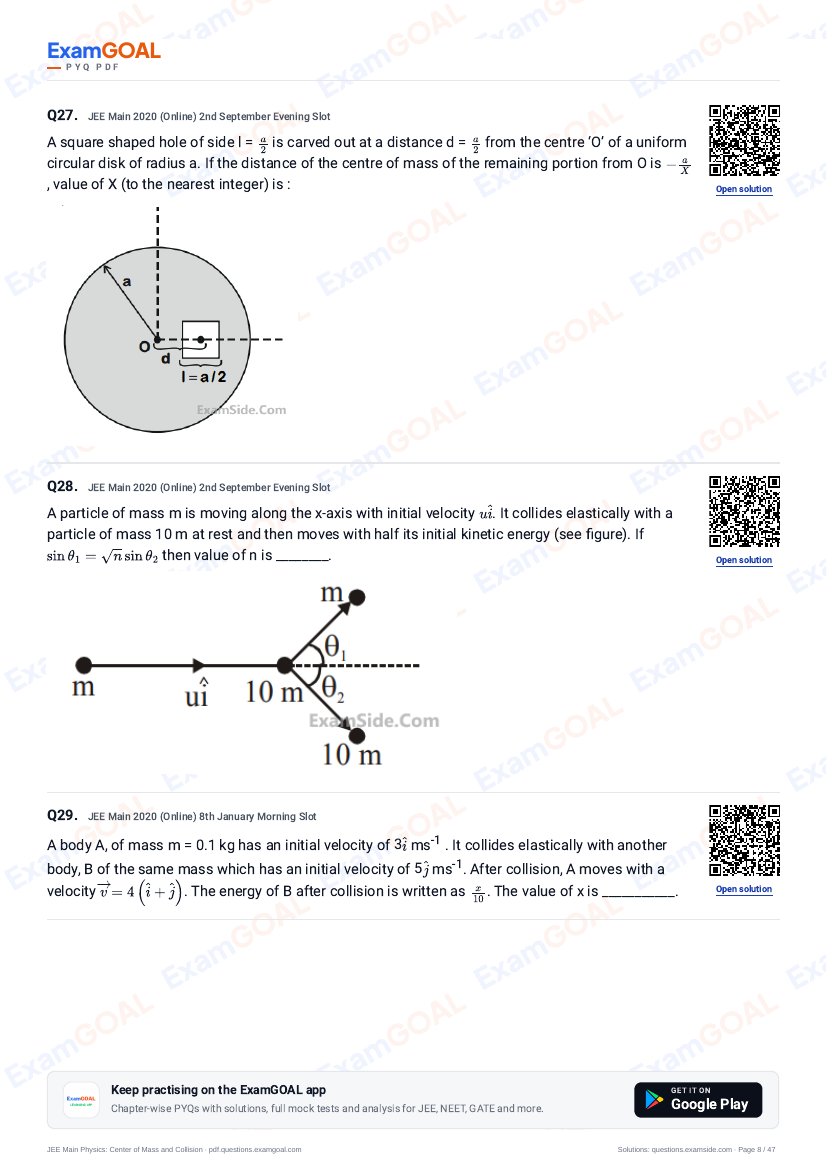 ExamGOAL
PYQ PDF
Q27. JEE Main 2020 (Online) 2nd September Evening Slot
A square shaped hole of side l = a/2 is carved out at a distance d = a/2 from the centre 'O' of a uniform
circular disk of radius a. If the distance of the centre of mass of the remaining portion from O is −a/X
, value of X (to the nearest integer) is :
Open solution
a
O
d
l = a / 2
ExamSide.Com
Q28. JEE Main 2020 (Online) 2nd September Evening Slot
A particle of mass m is moving along the x-axis with initial velocity uî. It collides elastically with a
particle of mass 10 m at rest and then moves with half its initial kinetic energy (see figure). If
sin θ₁ = √n sin θ₂ then value of n is ________.
Open solution
m
θ₁
m
uî
10 m
θ₂
ExamSide.Com
10 m
Q29. JEE Main 2020 (Online) 8th January Morning Slot
A body A, of mass m = 0.1 kg has an initial velocity of 3î ms⁻¹ . It collides elastically with another
body, B of the same mass which has an initial velocity of 5ĵ ms⁻¹. After collision, A moves with a
velocity v⃗ = 4 (î + ĵ). The energy of B after collision is written as x/10. The value of x is ___________.
Open solution
Keep practising on the ExamGOAL app
Chapter-wise PYQs with solutions, full mock tests and analysis for JEE, NEET, GATE and more.
GET IT ON
Google Play
JEE Main Physics: Center of Mass and Collision · pdf.questions.examgoal.com
Solutions: questions.examside.com · Page 8 / 47